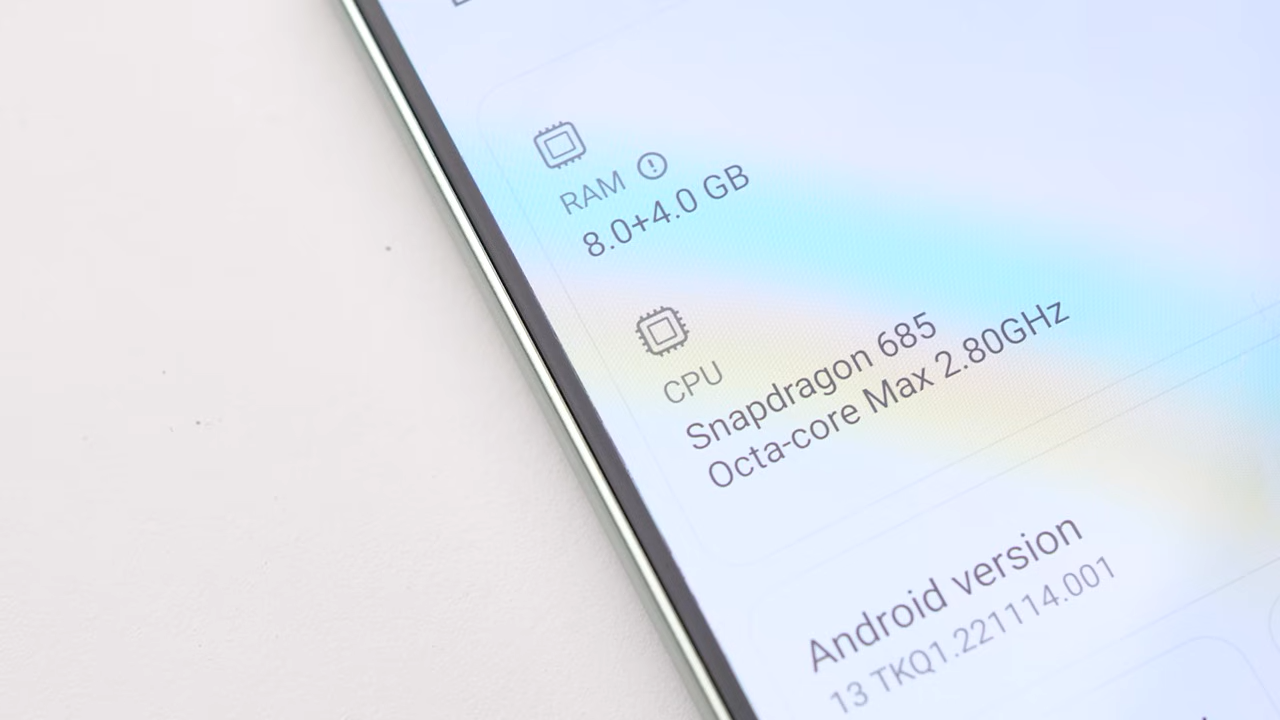 RAM
8.0+4.0 GB
CPU
Snapdragon 685
Octa-core Max 2.80GHz
Android version
13 TKQ1.221114.001